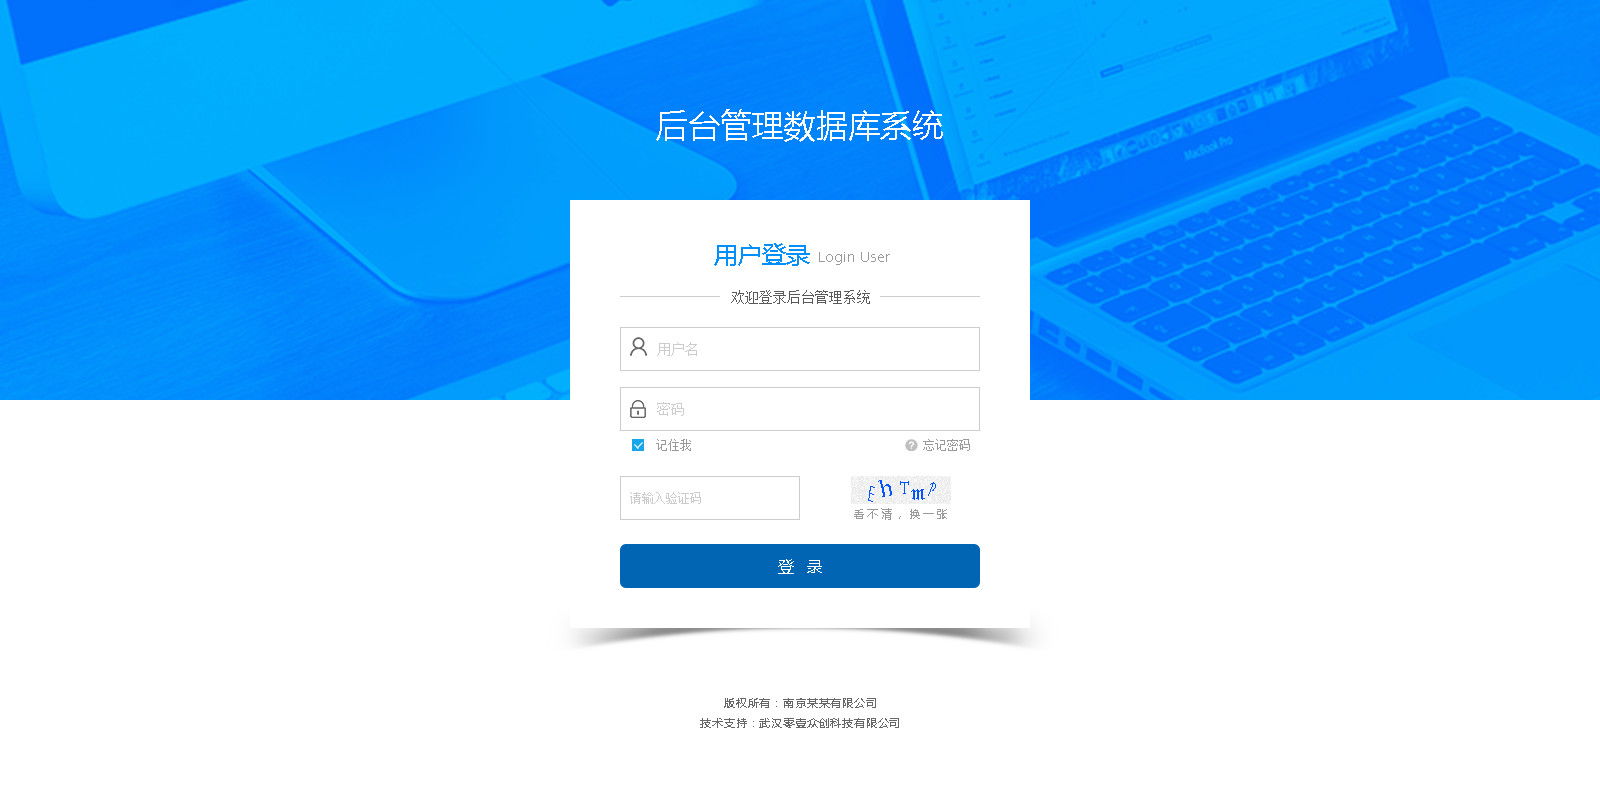 后台管理数据库系统
MacBook Pro
用户登录 Login User
欢迎登录后台管理系统
用户名
密码
记住我
忘记密码
请输入验证码
EhTmP
看不清，换一张
登 录
版权所有：南京某某有限公司
技术支持：武汉零壹众创科技有限公司